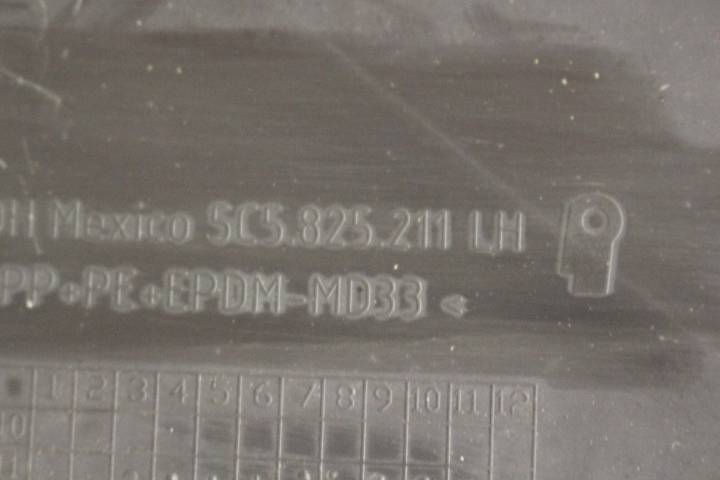 Mexico 5C5.825.211 LH
PP+PE+EPDM-MD33 <
1 2 3 4 5 6 7 8 9 10 11 12
10